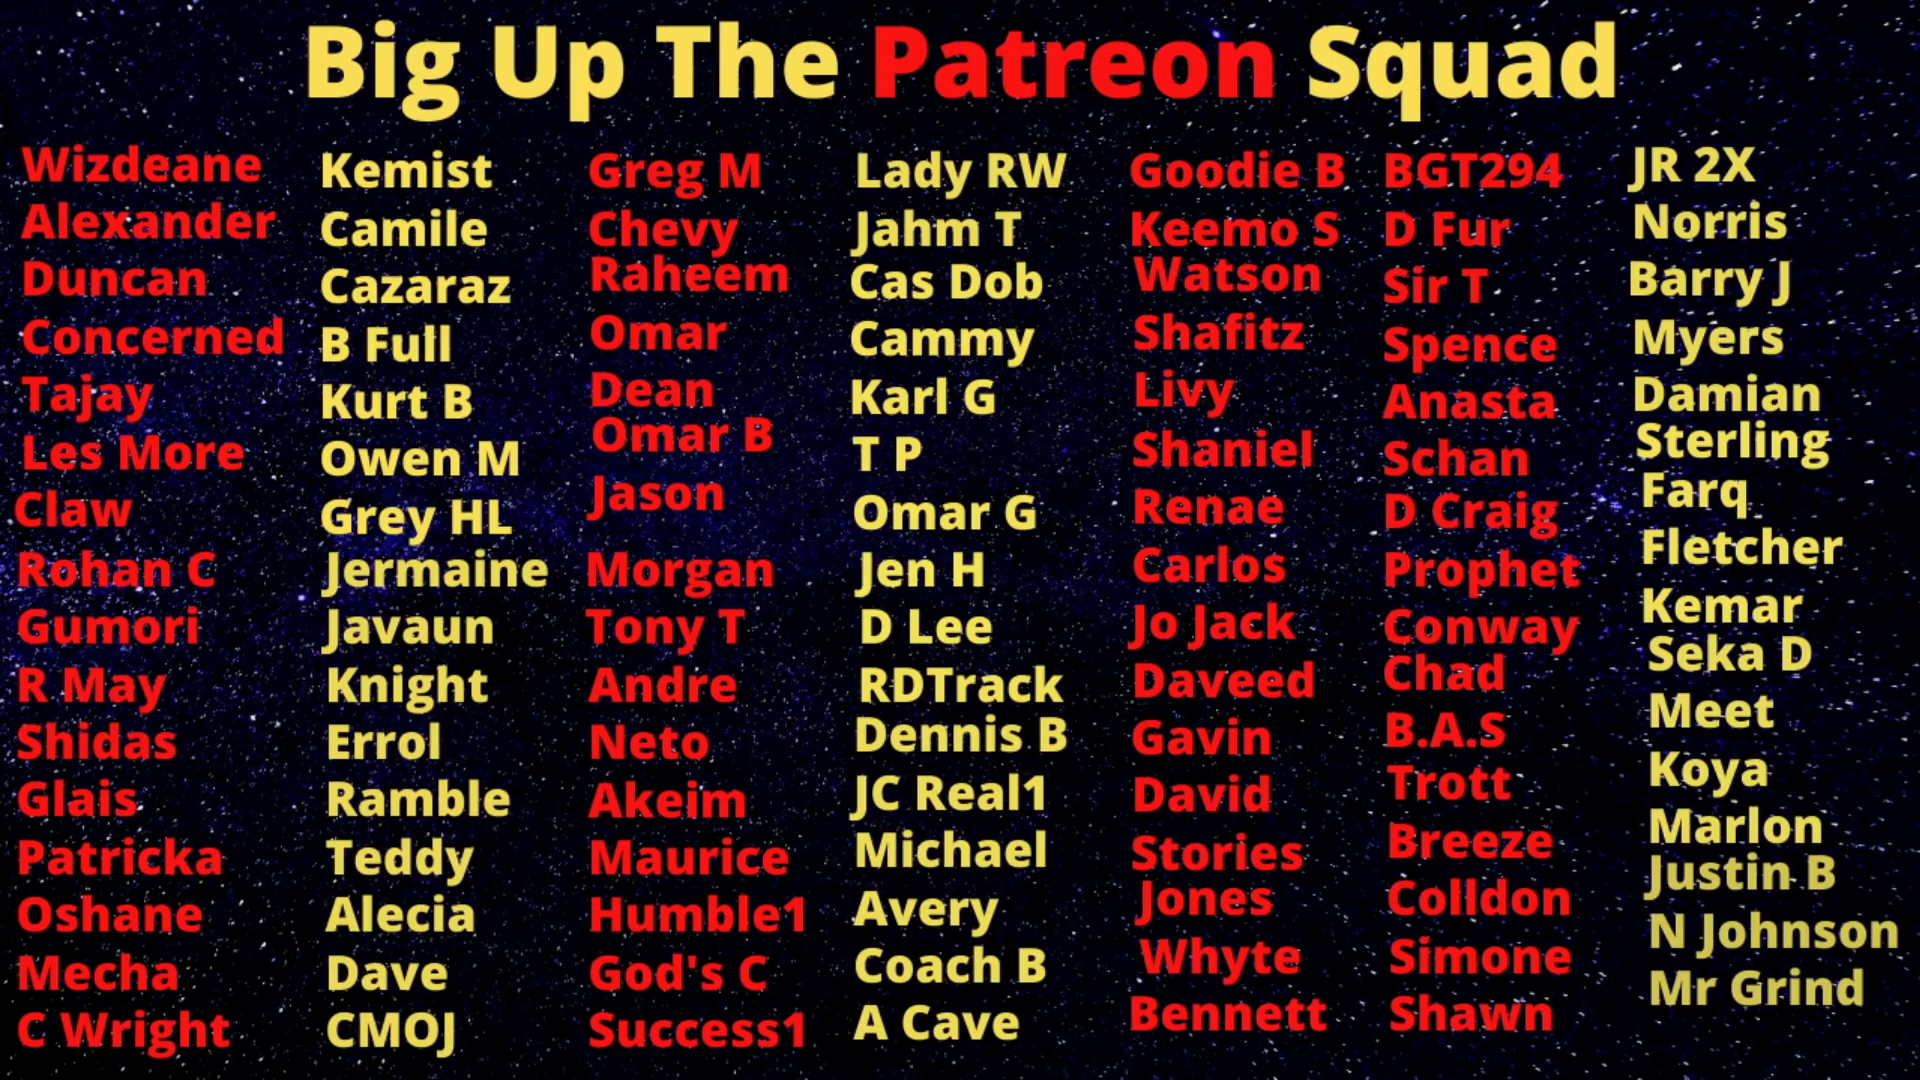 Big Up The Patreon Squad
Wizdeane
Alexander
Duncan
Concerned
Tajay
Les More
Claw
Rohan C
Gumori
R May
Shidas
Glais
Patricka
Oshane
Mecha
C Wright
Kemist
Camile
Cazaraz
B Full
Kurt B
Owen M
Grey HL
Jermaine
Javaun
Knight
Errol
Ramble
Teddy
Alecia
Dave
CMOJ
Greg M
Chevy
Raheem
Omar
Dean
Omar B
Jason
Morgan
Tony T
Andre
Neto
Akeim
Maurice
Humble1
God's C
Success1
Lady RW
Jahm T
Cas Dob
Cammy
Karl G
T P
Omar G
Jen H
D Lee
RDTrack
Dennis B
JC Real1
Michael
Avery
Coach B
A Cave
Goodie B
Keemo S
Watson
Shafitz
Livy
Shaniel
Renae
Carlos
Jo Jack
Daveed
Gavin
David
Stories
Jones
Whyte
Bennett
BGT294
D Fur
Sir T
Spence
Anasta
Schan
D Craig
Prophet
Conway
Chad
B.A.S
Trott
Breeze
Colldon
Simone
Shawn
JR 2X
Norris
Barry J
Myers
Damian
Sterling
Farq
Fletcher
Kemar
Seka D
Meet
Koya
Marlon
Justin B
N Johnson
Mr Grind